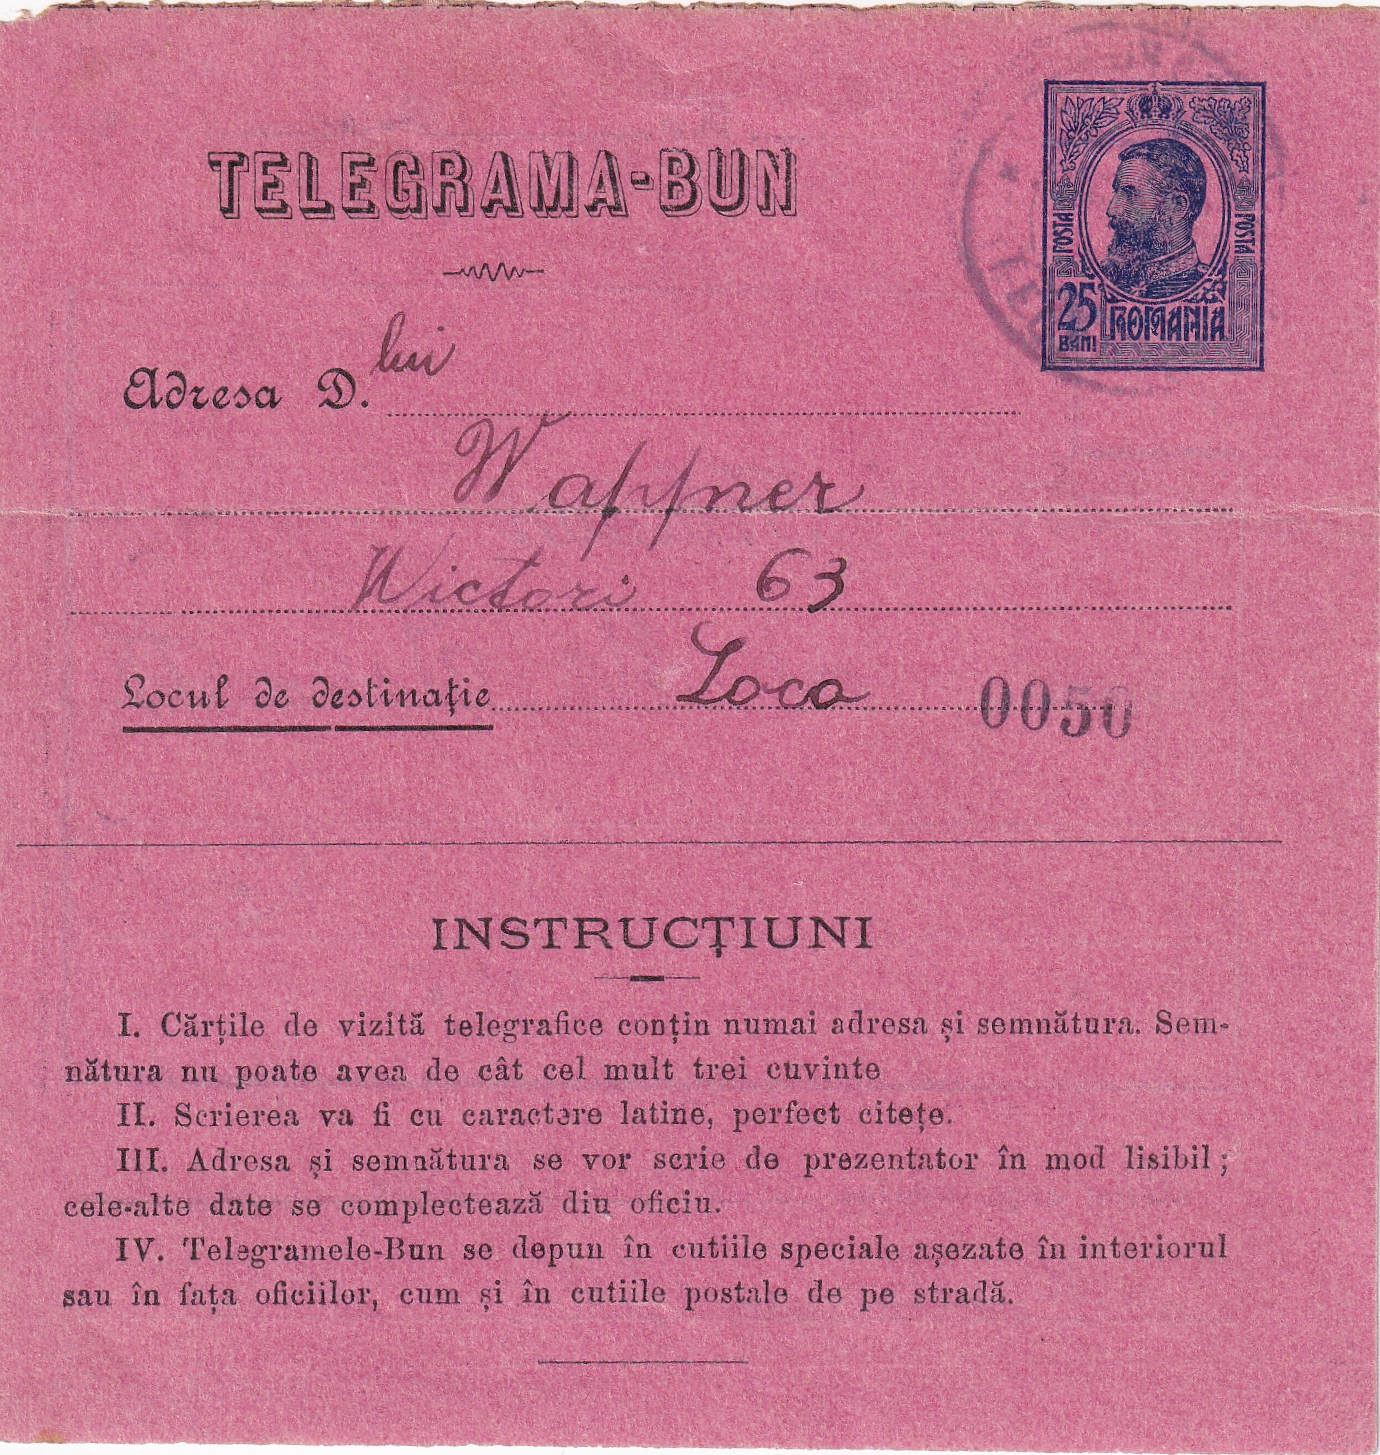 TELEGRAMA-BUN
POSTA
POSTA
25
BANI
ROMANIA
Adresa D. lui
Wappner
Wictori 63
Locul de destinație Loco
0050
INSTRUCȚIUNI
I. Cărțile de vizită telegrafice conțin numai adresa și semnătura. Sem-
nătura nu poate avea de cât cel mult trei cuvinte
II. Scrierea va fi cu caractere latine, perfect citețe.
III. Adresa și semnătura se vor scrie de prezentator în mod lisibil;
cele-alte date se complectează din oficiu.
IV. Telegramele-Bun se depun în cutiile speciale așezate în interiorul
sau în fața oficiilor, cum și în cutiile postale de pe stradă.